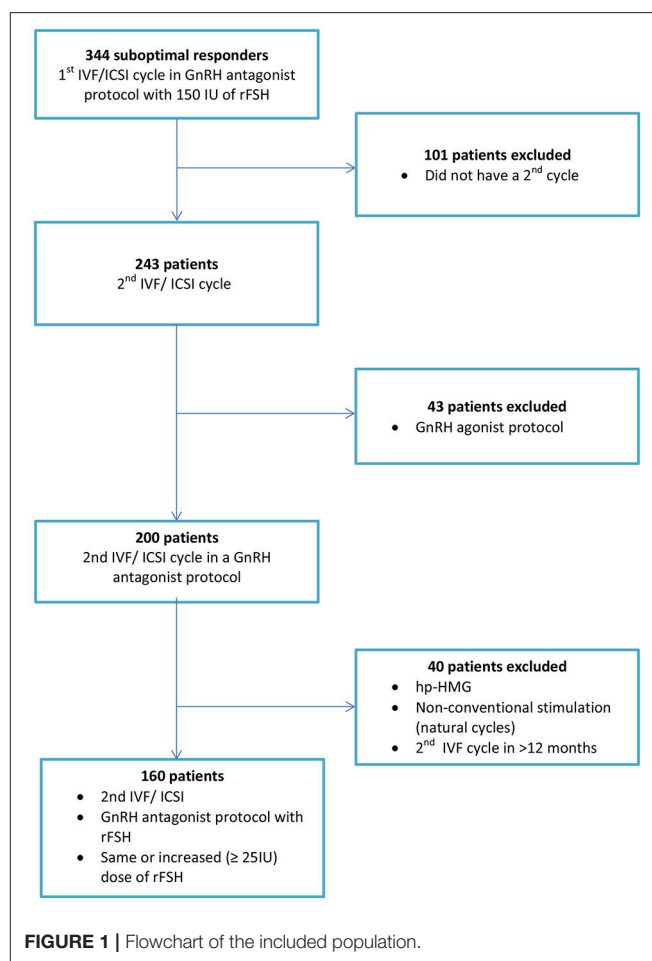 344 suboptimal responders
1st IVF/ICSI cycle in GnRH antagonist
protocol with 150 IU of rFSH
101 patients excluded
• Did not have a 2nd cycle
243 patients
2nd IVF/ ICSI cycle
43 patients excluded
• GnRH agonist protocol
200 patients
2nd IVF/ ICSI cycle in a GnRH
antagonist protocol
40 patients excluded
• hp-HMG
• Non-conventional stimulation
(natural cycles)
• 2nd IVF cycle in >12 months
160 patients
• 2nd IVF/ ICSI
• GnRH antagonist protocol with
rFSH
• Same or increased (≥ 25IU)
dose of rFSH
FIGURE 1 | Flowchart of the included population.